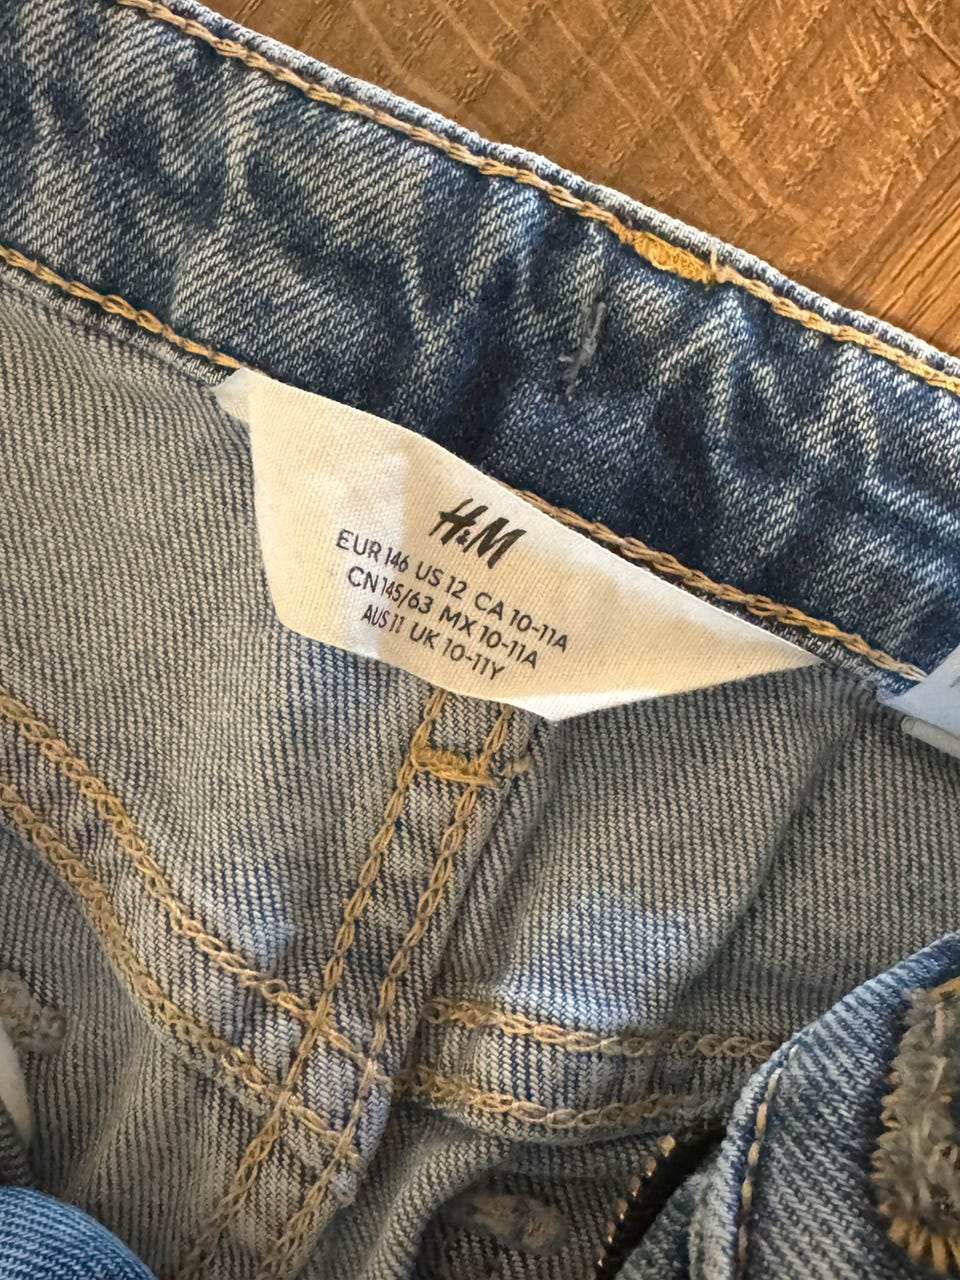 H&M
EUR 146 US 12 CA 10-11A
CN 145/63 MX 10-11A
AUS 11 UK 10-11Y